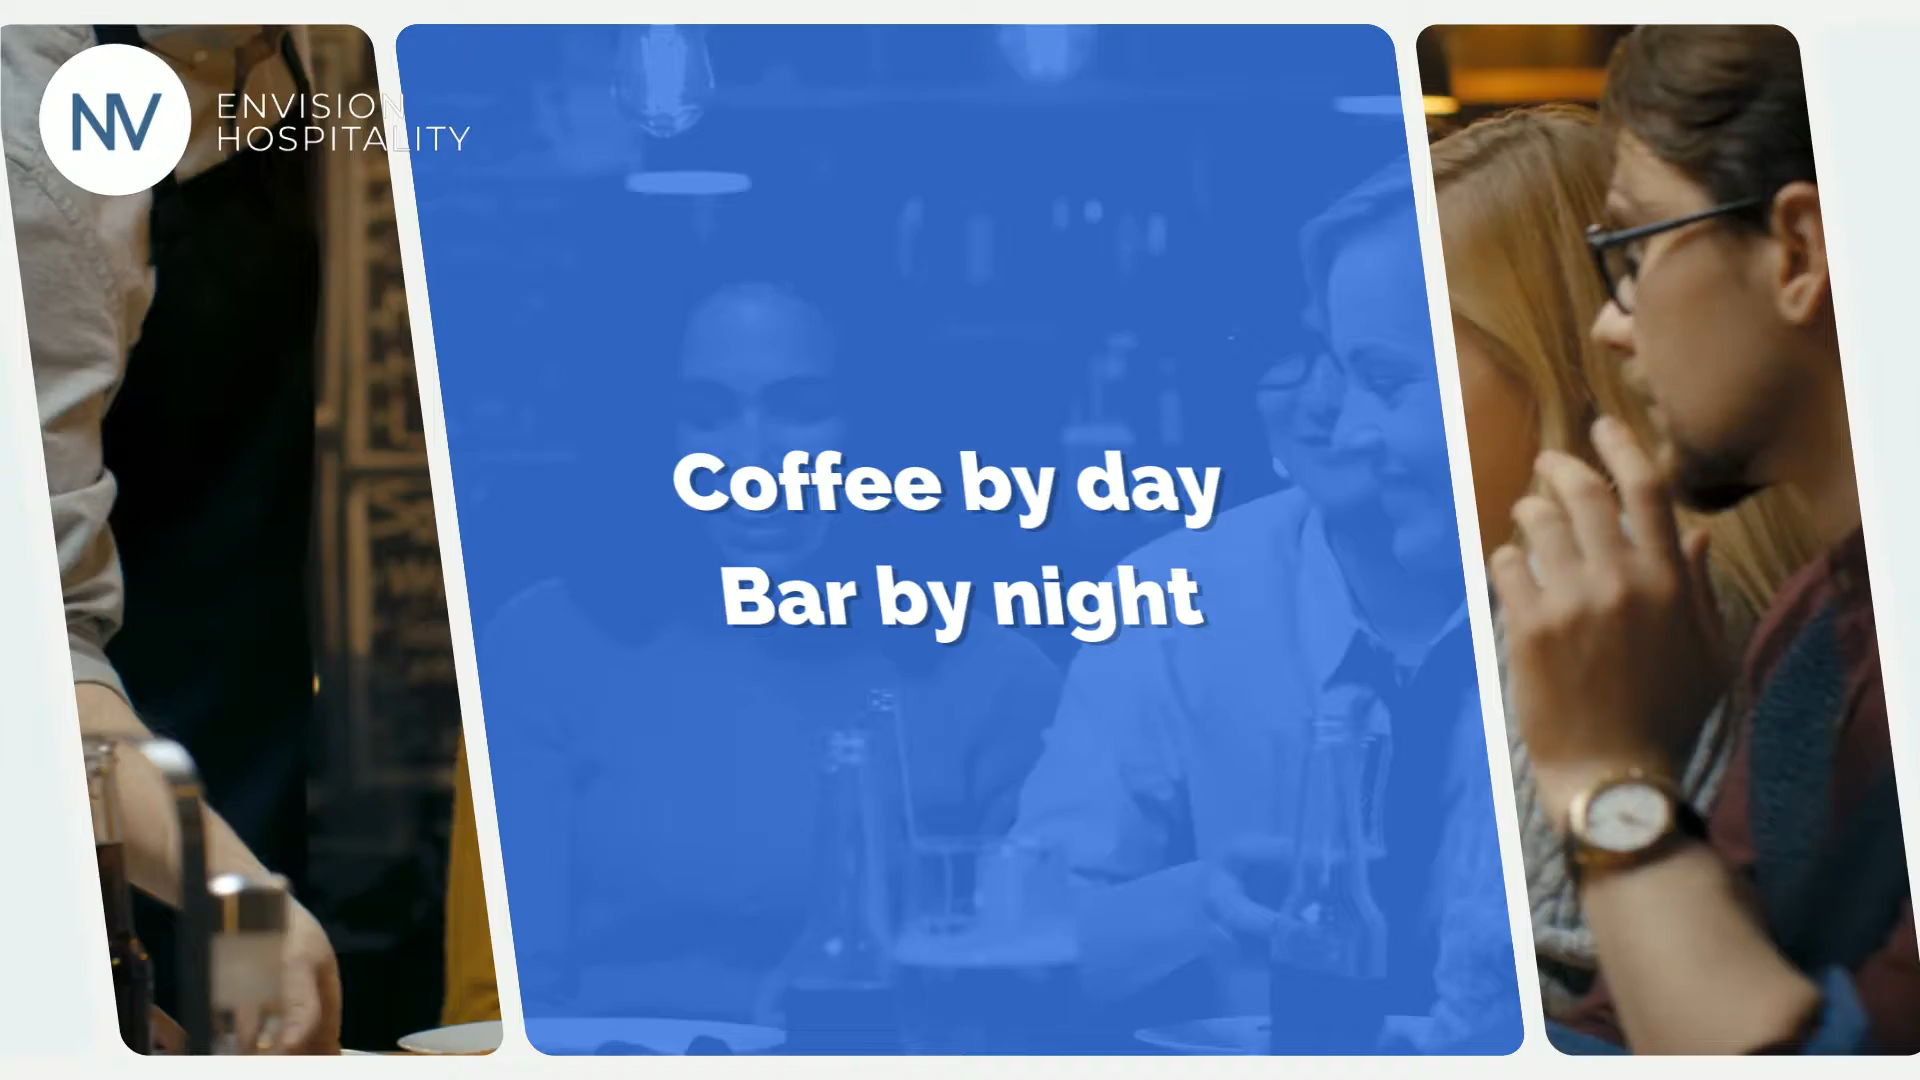 NV
ENVISION
HOSPITALITY
Coffee by day
Bar by night